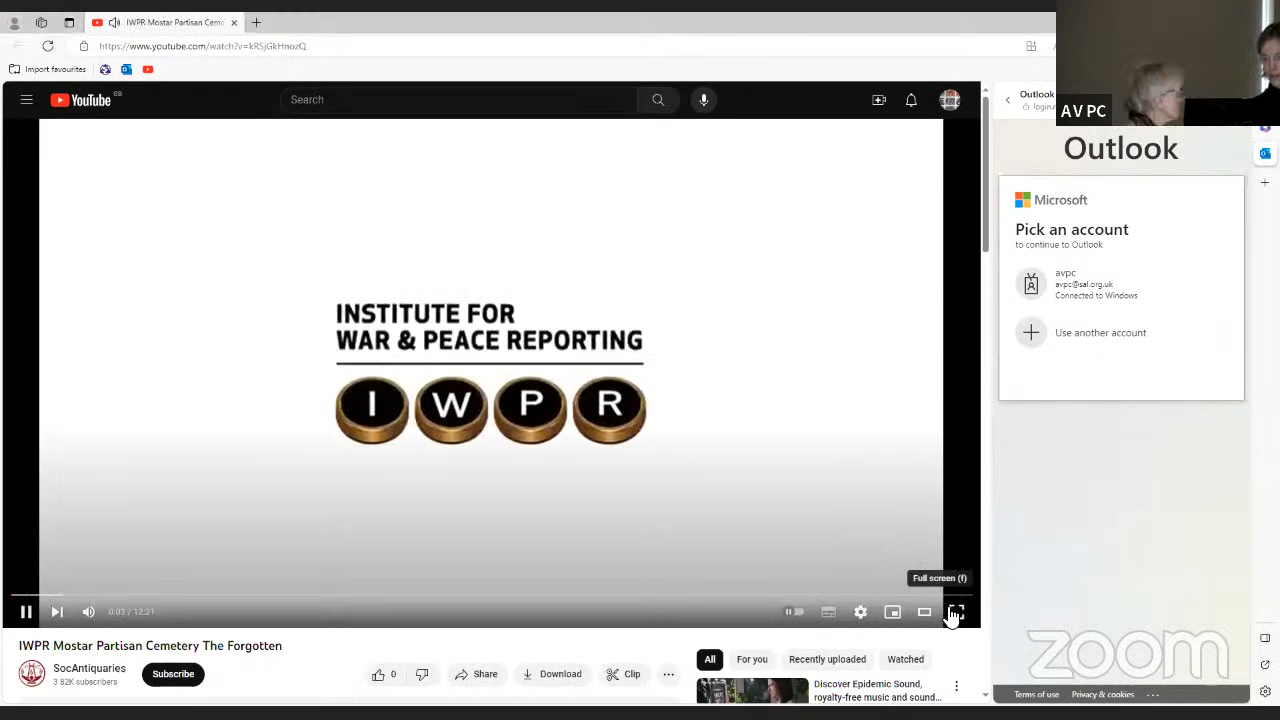 IWPR Mostar Partisan Ceme
https://www.youtube.com/watch?v=kRSjGkHnozQ
Import favourites
YouTube GB
Search
INSTITUTE FOR
WAR & PEACE REPORTING
I W P R
Full screen (f)
0:03 / 12:21
IWPR Mostar Partisan Cemetery The Forgotten
SocAntiquaries
3.82K subscribers
Subscribe
0
Share
Download
Clip
All
For you
Recently uploaded
Watched
Discover Epidemic Sound,
royalty-free music and sound...
Outlook
AV PC
Outlook
Microsoft
Pick an account
to continue to Outlook
avpc
avpc@sal.org.uk
Connected to Windows
Use another account
zoom
Terms of use
Privacy & cookies